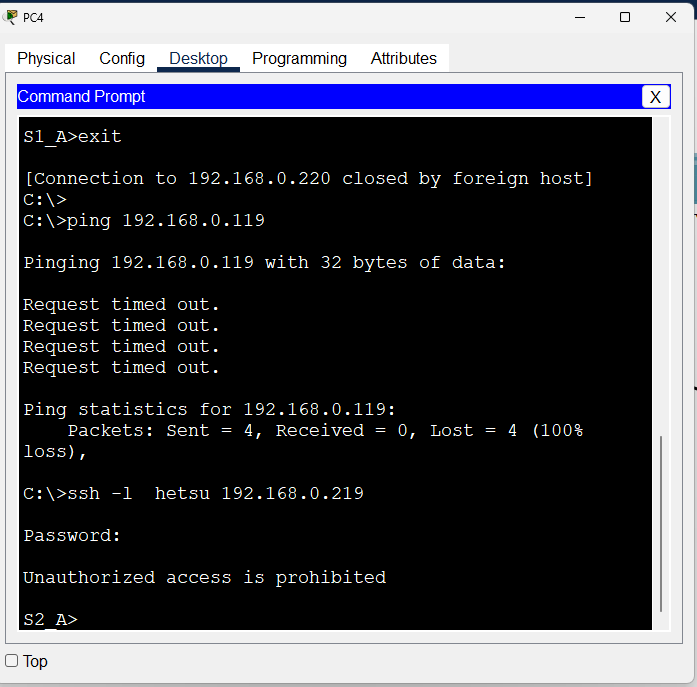 PC4
Physical Config Desktop Programming Attributes
Command Prompt
X
S1_A>exit
[Connection to 192.168.0.220 closed by foreign host]
C:\>
C:\>ping 192.168.0.119
Pinging 192.168.0.119 with 32 bytes of data:
Request timed out.
Request timed out.
Request timed out.
Request timed out.
Ping statistics for 192.168.0.119:
    Packets: Sent = 4, Received = 0, Lost = 4 (100%
loss),
C:\>ssh -l  hetsu 192.168.0.219
Password:
Unauthorized access is prohibited
S2_A>
Top